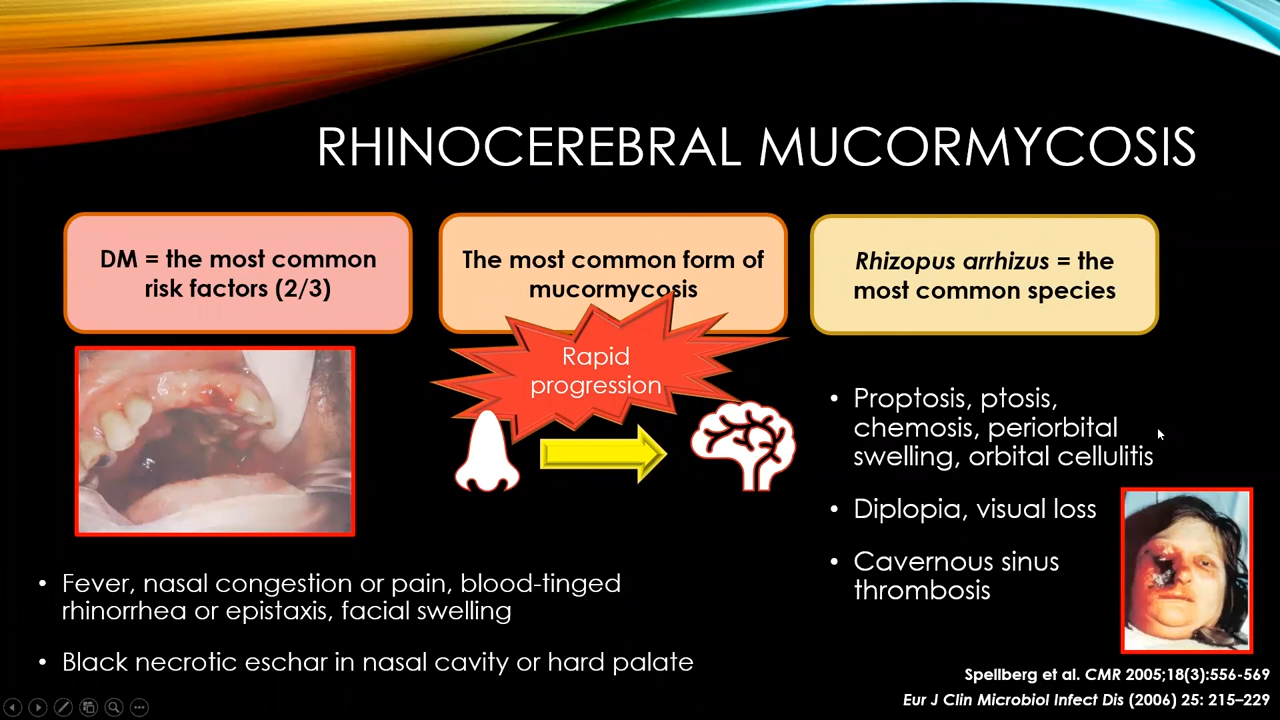 RHINOCEREBRAL MUCORMYCOSIS
DM = the most common
risk factors (2/3)
The most common form of
mucormycosis
Rhizopus arrhizus = the
most common species
Rapid
progression
• Proptosis, ptosis,
chemosis, periorbital
swelling, orbital cellulitis
• Diplopia, visual loss
• Cavernous sinus
thrombosis
• Fever, nasal congestion or pain, blood-tinged
rhinorrhea or epistaxis, facial swelling
• Black necrotic eschar in nasal cavity or hard palate
Spellberg et al. CMR 2005;18(3):556-569
Eur J Clin Microbiol Infect Dis (2006) 25: 215–229